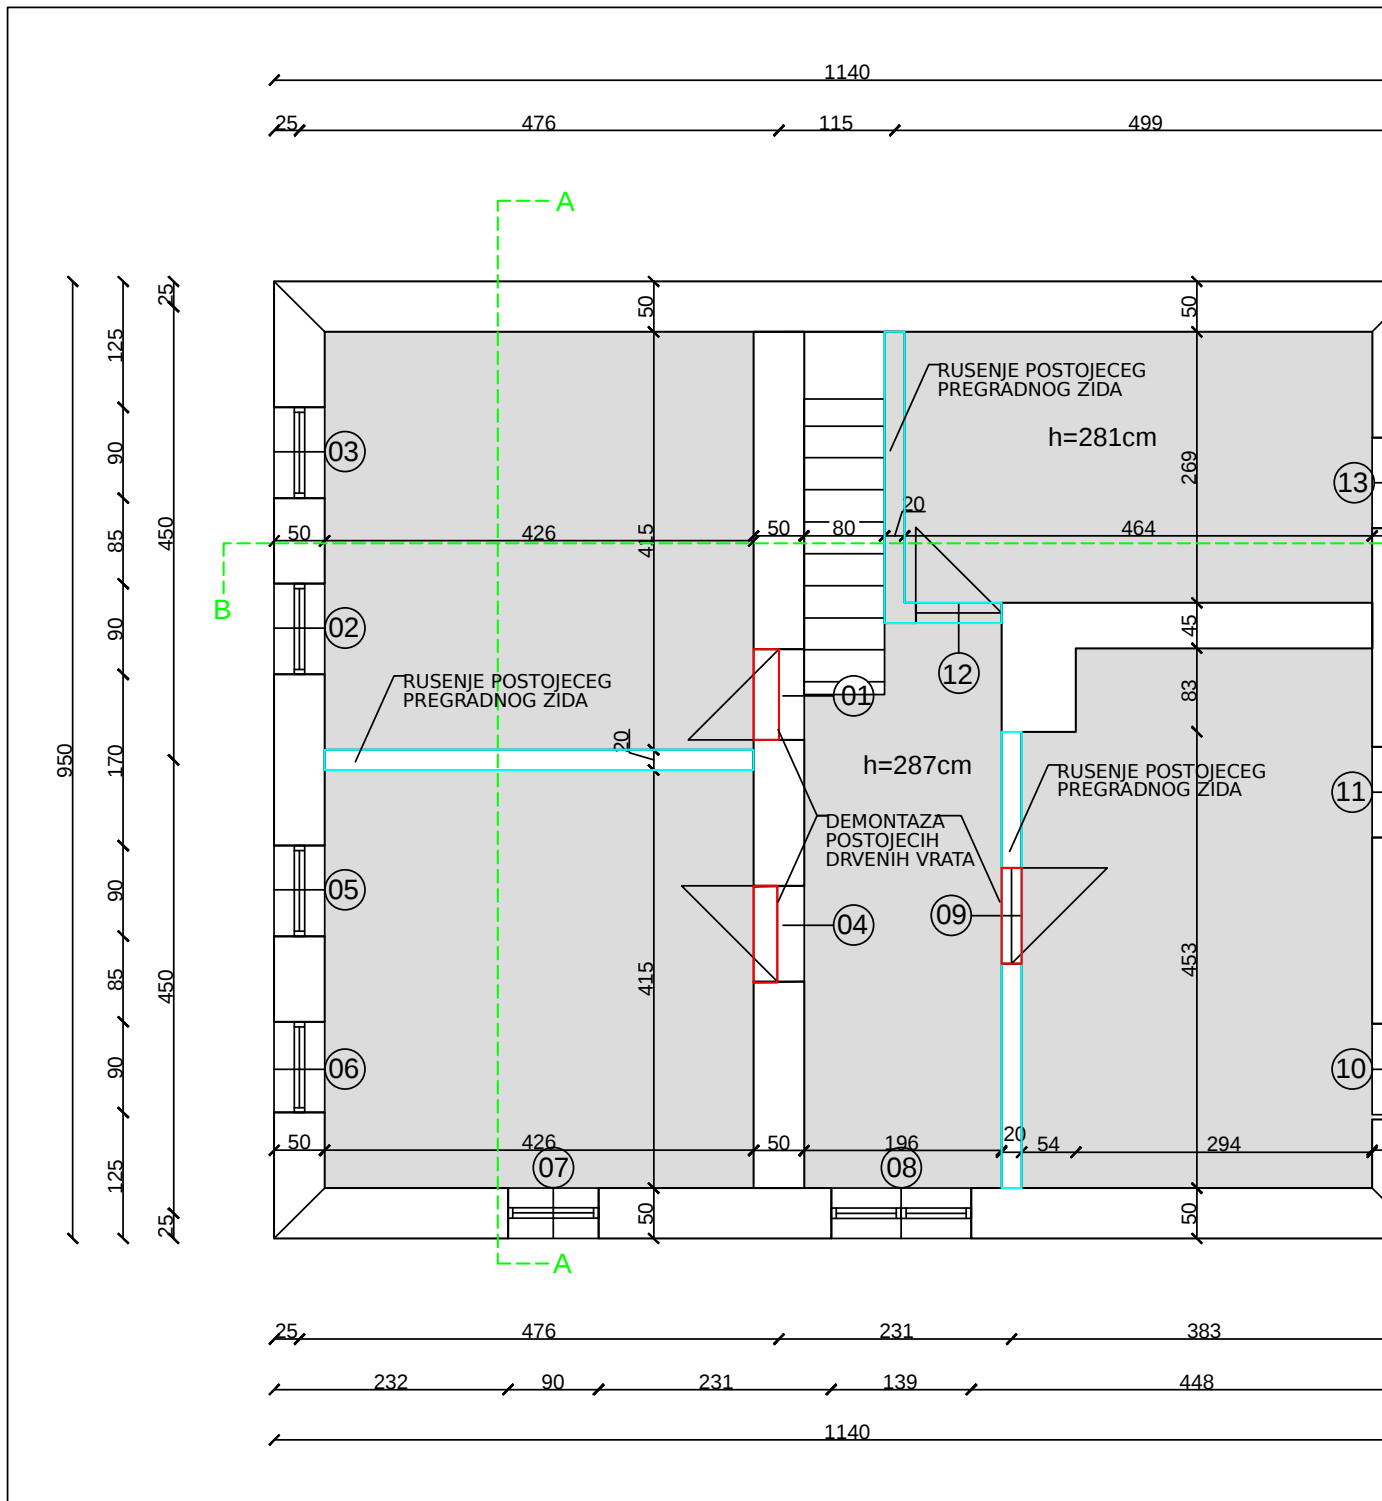 1140
25 476 115 499
A
25
50 50
125
RUSENJE POSTOJECEG
PREGRADNOG ZIDA
h=281cm
90 03
269
13
20
85 450 50 426 415 50 80 464
B
90 02
45
12
RUSENJE POSTOJECEG
PREGRADNOG ZIDA
01
83
20
950 170
h=287cm
RUSENJE POSTOJECEG
PREGRADNOG ZIDA
11
DEMONTAZA
POSTOJECIH
DRVENIH VRATA
90 05
09
04
453
85 450 415
90 06
10
50 426 50 196 20 54 294
125
07 08
25 50 50
A
25 476 231 383
232 90 231 139 448
1140